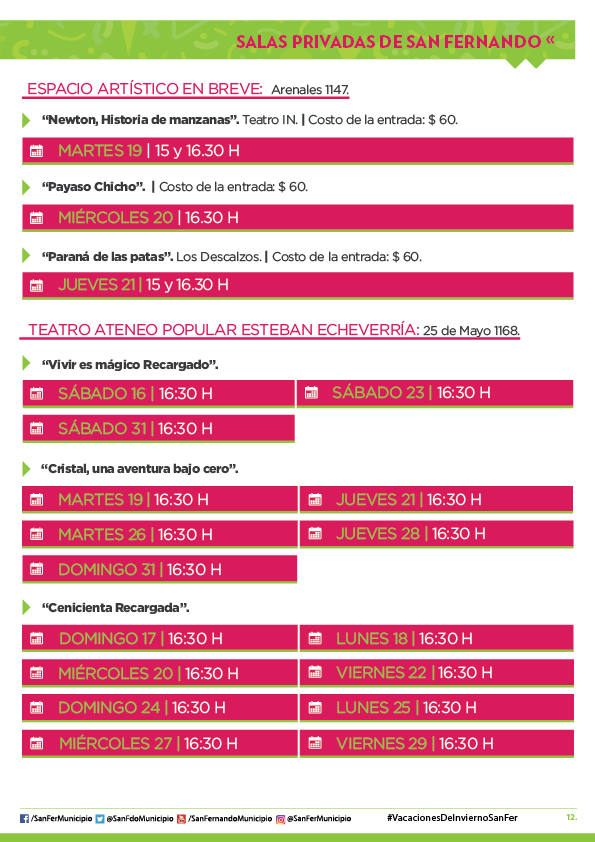 SALAS PRIVADAS DE SAN FERNANDO «
ESPACIO ARTÍSTICO EN BREVE: Arenales 1147.
“Newton, Historia de manzanas”. Teatro IN. | Costo de la entrada: $ 60.
MARTES 19 | 15 y 16.30 H
“Payaso Chicho”. | Costo de la entrada: $ 60.
MIÉRCOLES 20 | 16.30 H
“Paraná de las patas”. Los Descalzos. | Costo de la entrada: $ 60.
JUEVES 21 | 15 y 16.30 H
TEATRO ATENEO POPULAR ESTEBAN ECHEVERRÍA: 25 de Mayo 1168.
“Vivir es mágico Recargado”.
SÁBADO 16 | 16:30 H
SÁBADO 23 | 16:30 H
SÁBADO 31 | 16:30 H
“Cristal, una aventura bajo cero”.
MARTES 19 | 16:30 H
JUEVES 21 | 16:30 H
MARTES 26 | 16:30 H
JUEVES 28 | 16:30 H
DOMINGO 31 | 16:30 H
“Cenicienta Recargada”.
DOMINGO 17 | 16:30 H
LUNES 18 | 16:30 H
MIÉRCOLES 20 | 16:30 H
VIERNES 22 | 16:30 H
DOMINGO 24 | 16:30 H
LUNES 25 | 16:30 H
MIÉRCOLES 27 | 16:30 H
VIERNES 29 | 16:30 H
/SanFerMunicipio @SanFdoMunicipio /SanFernandoMunicipio @SanFerMunicipio #VacacionesDeInviernoSanFer 12.